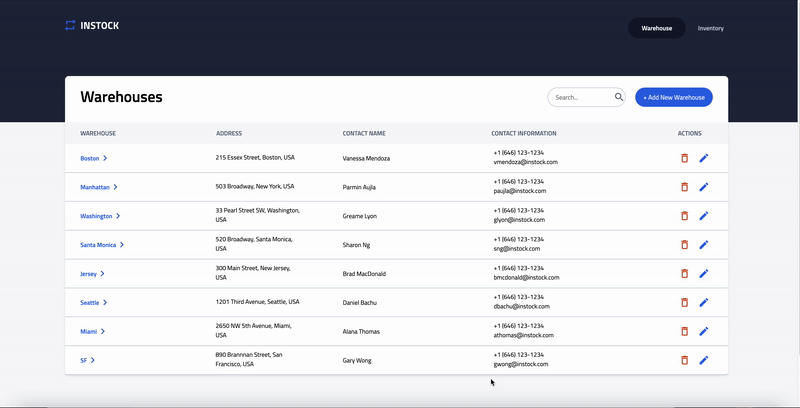 INSTOCK
Warehouse Inventory
Warehouses
Search...
+ Add New Warehouse
WAREHOUSE ADDRESS CONTACT NAME CONTACT INFORMATION ACTIONS
Boston 215 Essex Street, Boston, USA Vanessa Mendoza +1 (646) 123-1234
vmendoza@instock.com
Manhattan 503 Broadway, New York, USA Parmin Aujla +1 (646) 123-1234
paujla@instock.com
Washington 33 Pearl Street SW, Washington, Greame Lyon +1 (646) 123-1234
USA glyon@instock.com
Santa Monica 520 Broadway, Santa Monica, Sharon Ng +1 (646) 123-1234
USA sng@instock.com
Jersey 300 Main Street, New Jersey, Brad MacDonald +1 (646) 123-1234
USA bmcdonald@instock.com
Seattle 1201 Third Avenue, Seattle, USA Daniel Bachu +1 (646) 123-1234
dbachu@instock.com
Miami 2650 NW 5th Avenue, Miami, Alana Thomas +1 (646) 123-1234
USA athomas@instock.com
SF 890 Brannnan Street, San Gary Wong +1 (646) 123-1234
Francisco, USA gwong@instock.com